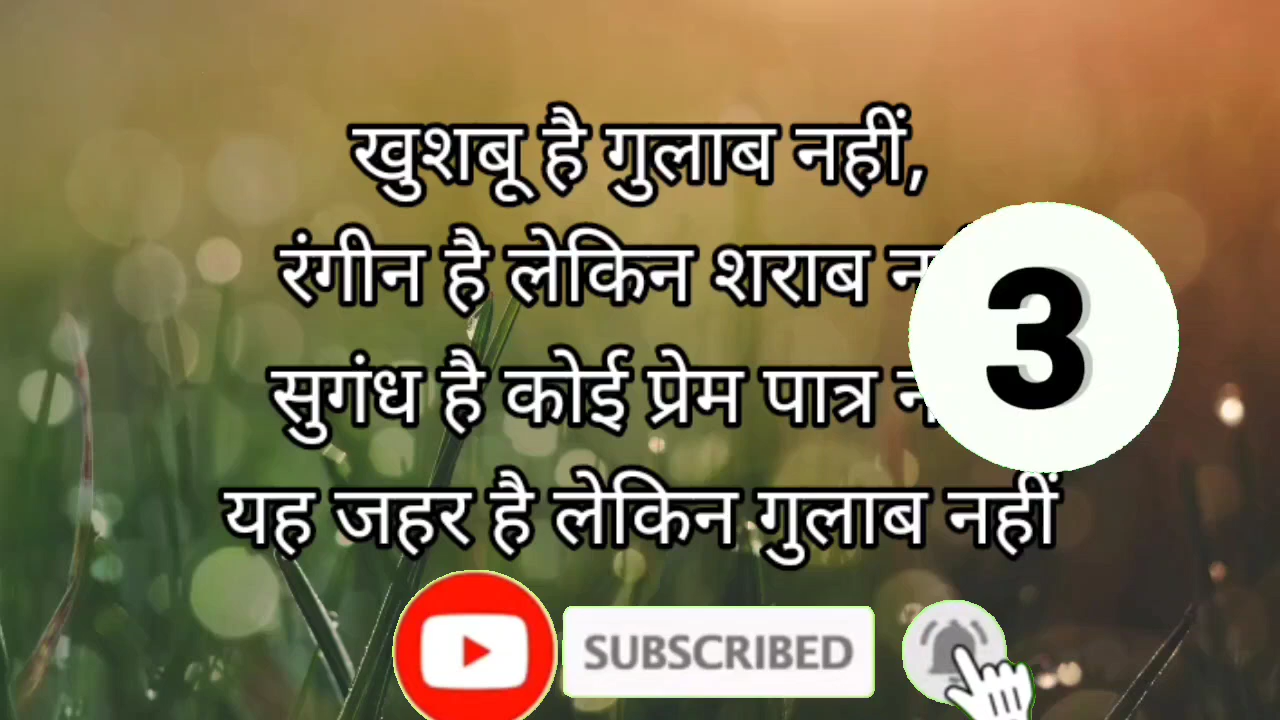 खुशबू है गुलाब नहीं,
रंगीन है लेकिन शराब
सुगंध है कोई प्रेम पात्र
3
यह जहर है लेकिन गुलाब नहीं
SUBSCRIBED